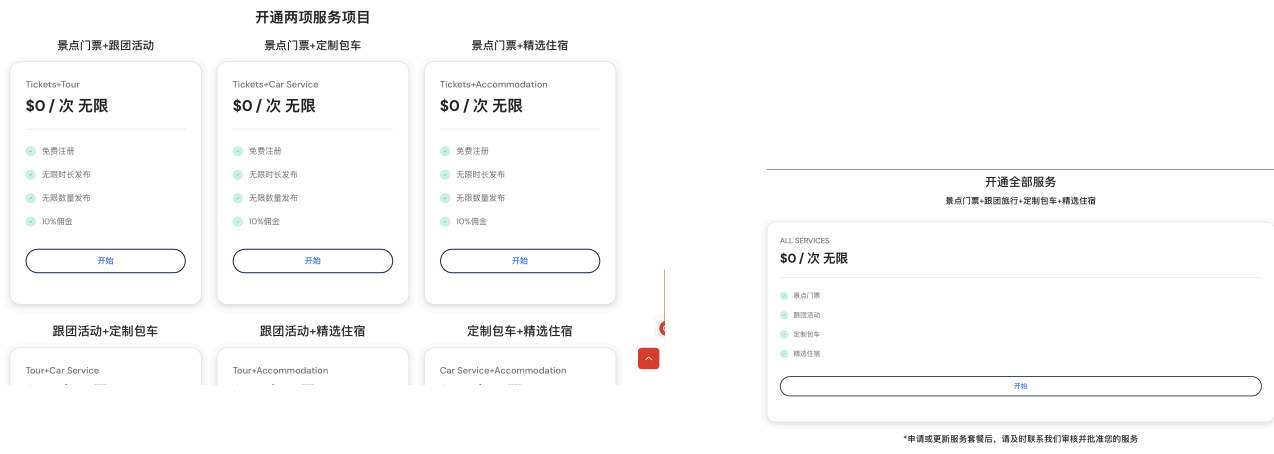 开通两项服务项目
景点门票+跟团活动
景点门票+定制包车
景点门票+精选住宿
Tickets+Tour
$0 / 次 无限
免费注册
无限时长发布
无限数量发布
10%佣金
开始
Tickets+Car Service
$0 / 次 无限
免费注册
无限时长发布
无限数量发布
10%佣金
开始
Tickets+Accommodation
$0 / 次 无限
免费注册
无限时长发布
无限数量发布
10%佣金
开始
跟团活动+定制包车
跟团活动+精选住宿
定制包车+精选住宿
Tour+Car Service
Tour+Accommodation
Car Service+Accommodation
开通全部服务
景点门票+跟团旅行+定制包车+精选住宿
ALL SERVICES
$0 / 次 无限
景点门票
跟团活动
定制包车
精选住宿
开始
*申请或更新服务套餐后，请及时联系我们审核并批准您的服务